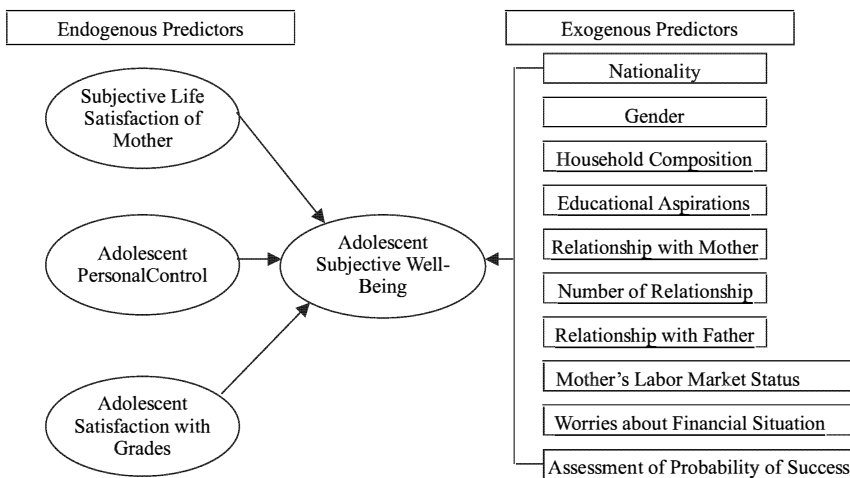 Endogenous Predictors
Subjective Life
Satisfaction of
Mother
Adolescent
PersonalControl
Adolescent
Satisfaction with
Grades
Adolescent
Subjective Well-
Being
Exogenous Predictors
Nationality
Gender
Household Composition
Educational Aspirations
Relationship with Mother
Number of Relationship
Relationship with Father
Mother's Labor Market Status
Worries about Financial Situation
Assessment of Probability of Success